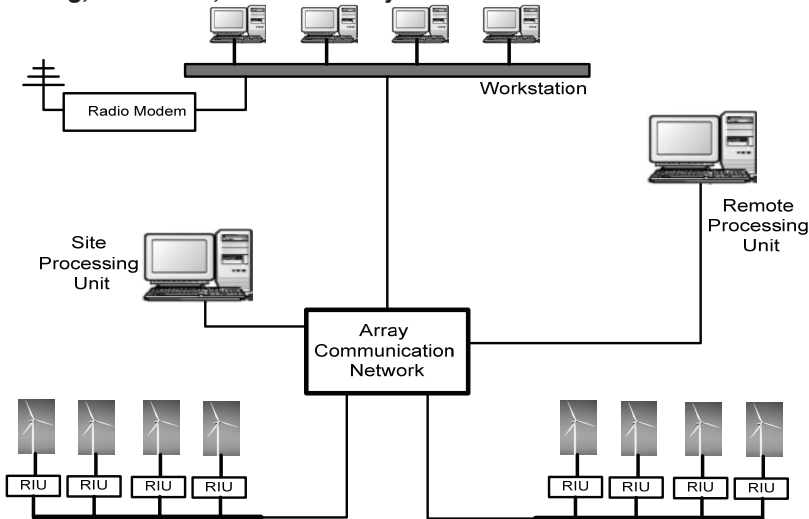 Workstation
Radio Modem
Remote
Processing
Unit
Site
Processing
Unit
Array
Communication
Network
RIU
RIU
RIU
RIU
RIU
RIU
RIU
RIU